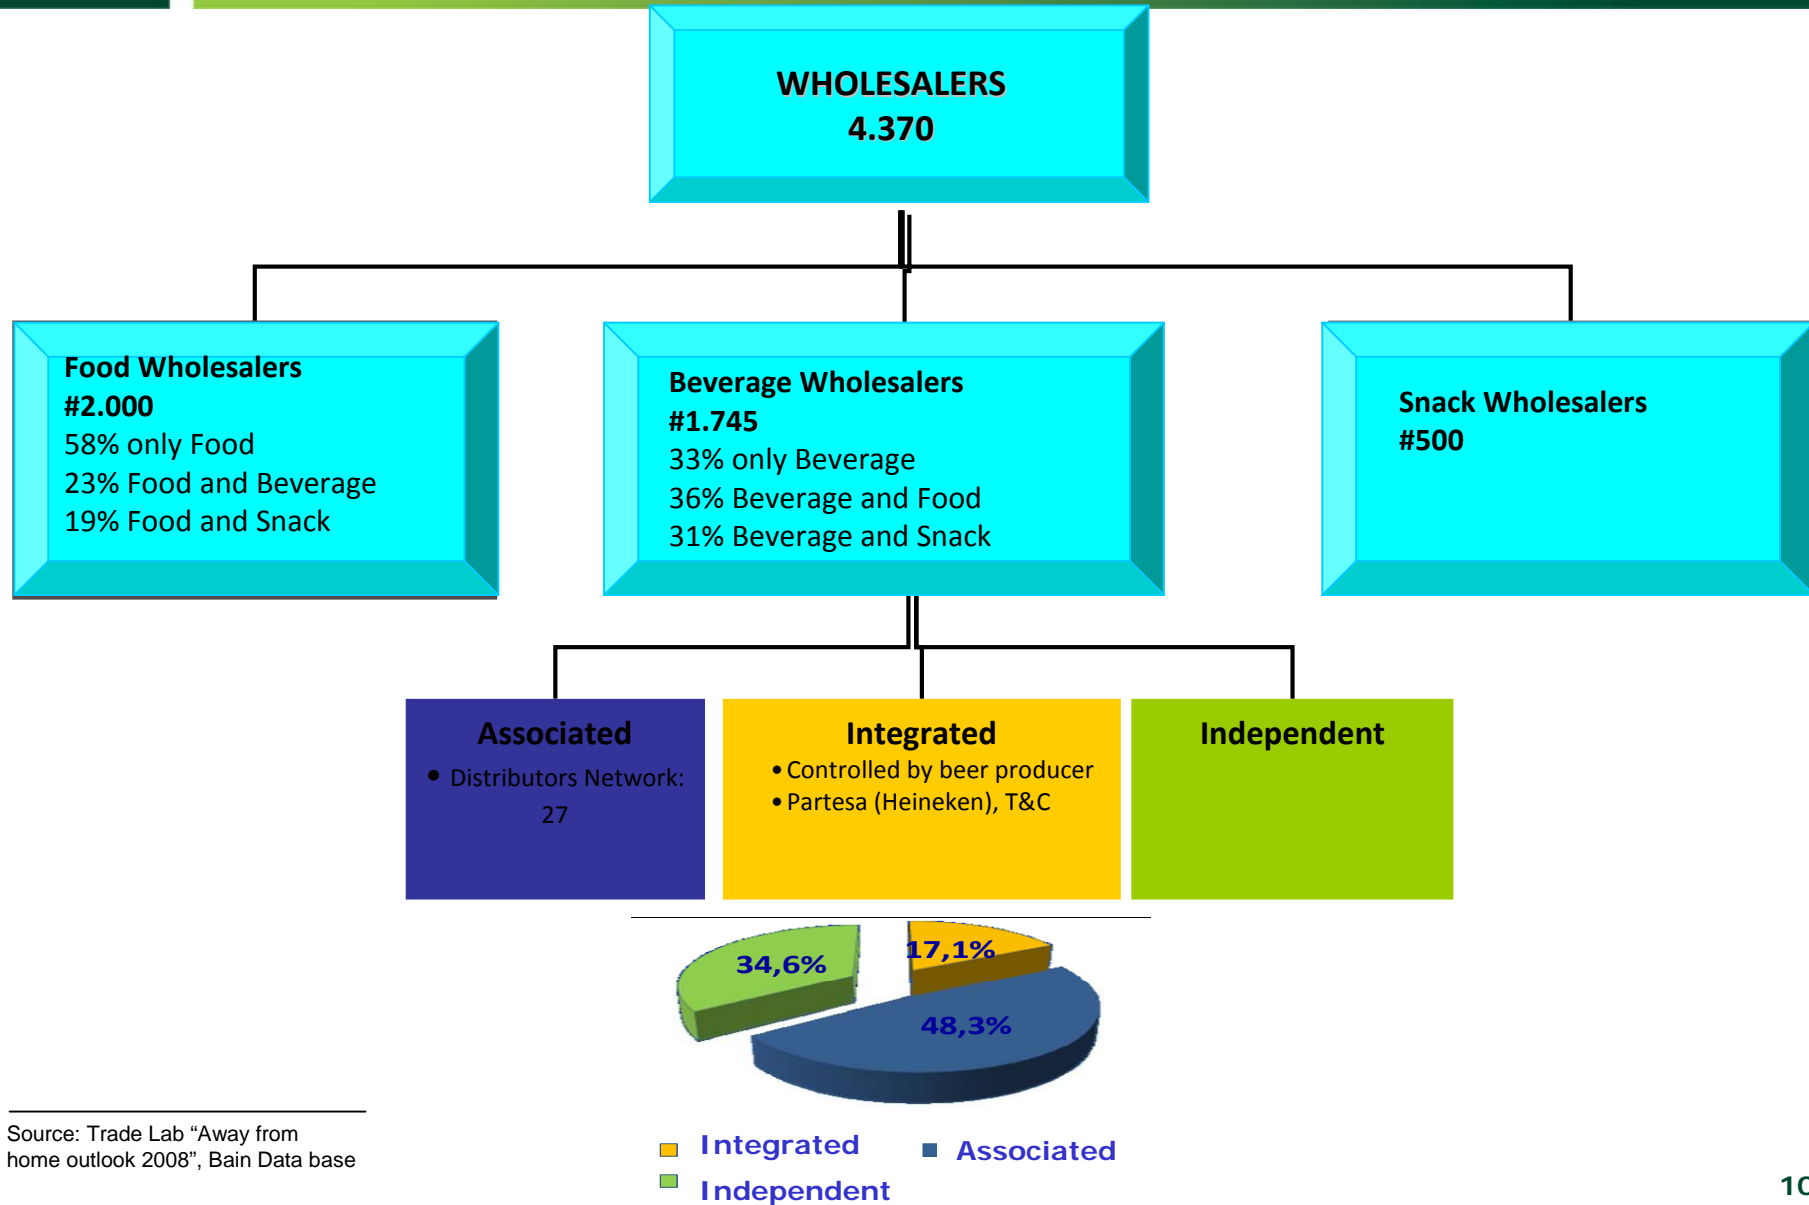 WHOLESALERS
4.370
Food Wholesalers
#2.000
58% only Food
23% Food and Beverage
19% Food and Snack
Beverage Wholesalers
#1.745
33% only Beverage
36% Beverage and Food
31% Beverage and Snack
Snack Wholesalers
#500
Associated
• Distributors Network:
27
Integrated
• Controlled by beer producer
• Partesa (Heineken), T&C
Independent
34,6%
17,1%
48,3%
Integrated
Associated
Independent
Source: Trade Lab “Away from
home outlook 2008”, Bain Data base
10